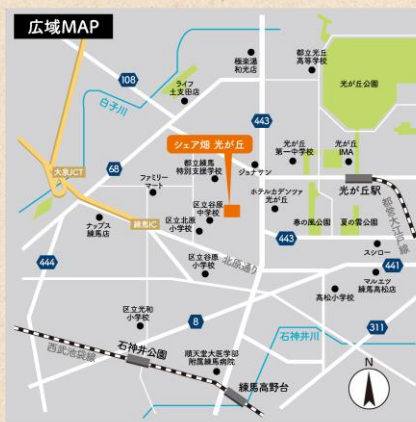 広域MAP
108
白子川
ライフ
土支田店
極楽湯
和光店
都立光丘
高等学校
光が丘公園
443
シェア畑 光が丘
68
大泉JCT
都立練馬
特別支援学校
ジョナサン
光が丘
第一中学校
光が丘
IMA
ファミリー
マート
光が丘駅
都営大江戸線
ホテルカデンツァ
光が丘
区立谷原
中学校
ナップス
練馬店
練馬IC
区立北原
小学校
春の風公園
夏の雲公園
443
スシロー
444
区立谷原
小学校
北原通り
441
マルエツ
練馬高松店
高松小学校
区立光和
小学校
8
311
石神井川
西武池袋線
石神井公園
順天堂大医学部
附属練馬病院
練馬高野台
N